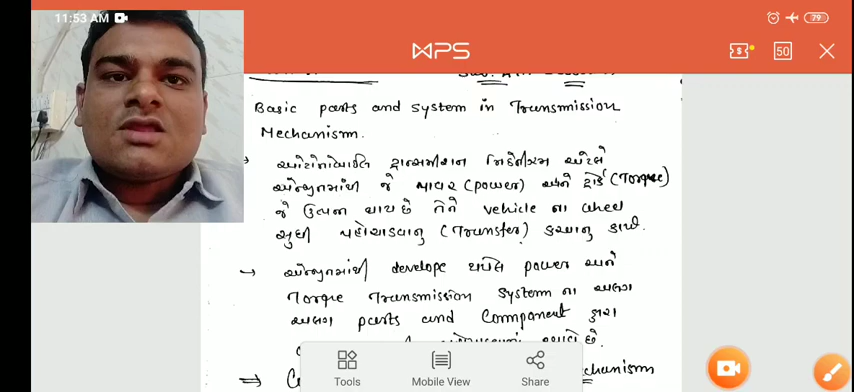 11:53 AM
79
WPS
$
50
Basic parts and system in Transmission
Mechanism.
ઓટોમોબાઈલ ટ્રાન્સમીશન મિકેનીઝમ એટલે
એન્જીનમાંથી જે પાવર (power) અને ટોર્ક (Torque)
જે ઉત્પન્ન થાય છે તેને vehicle ના wheel
સુધી પહોંચાડવાનુ (Transfer) કરવાનુ કાર્ય.
→ એન્જીનમાંથી develope થયેલ power અને
Torque Transmission System ના અલગ
અલગ parts and Component દ્વારા
છે.
⇒ mechanism
Tools
Mobile View
Share